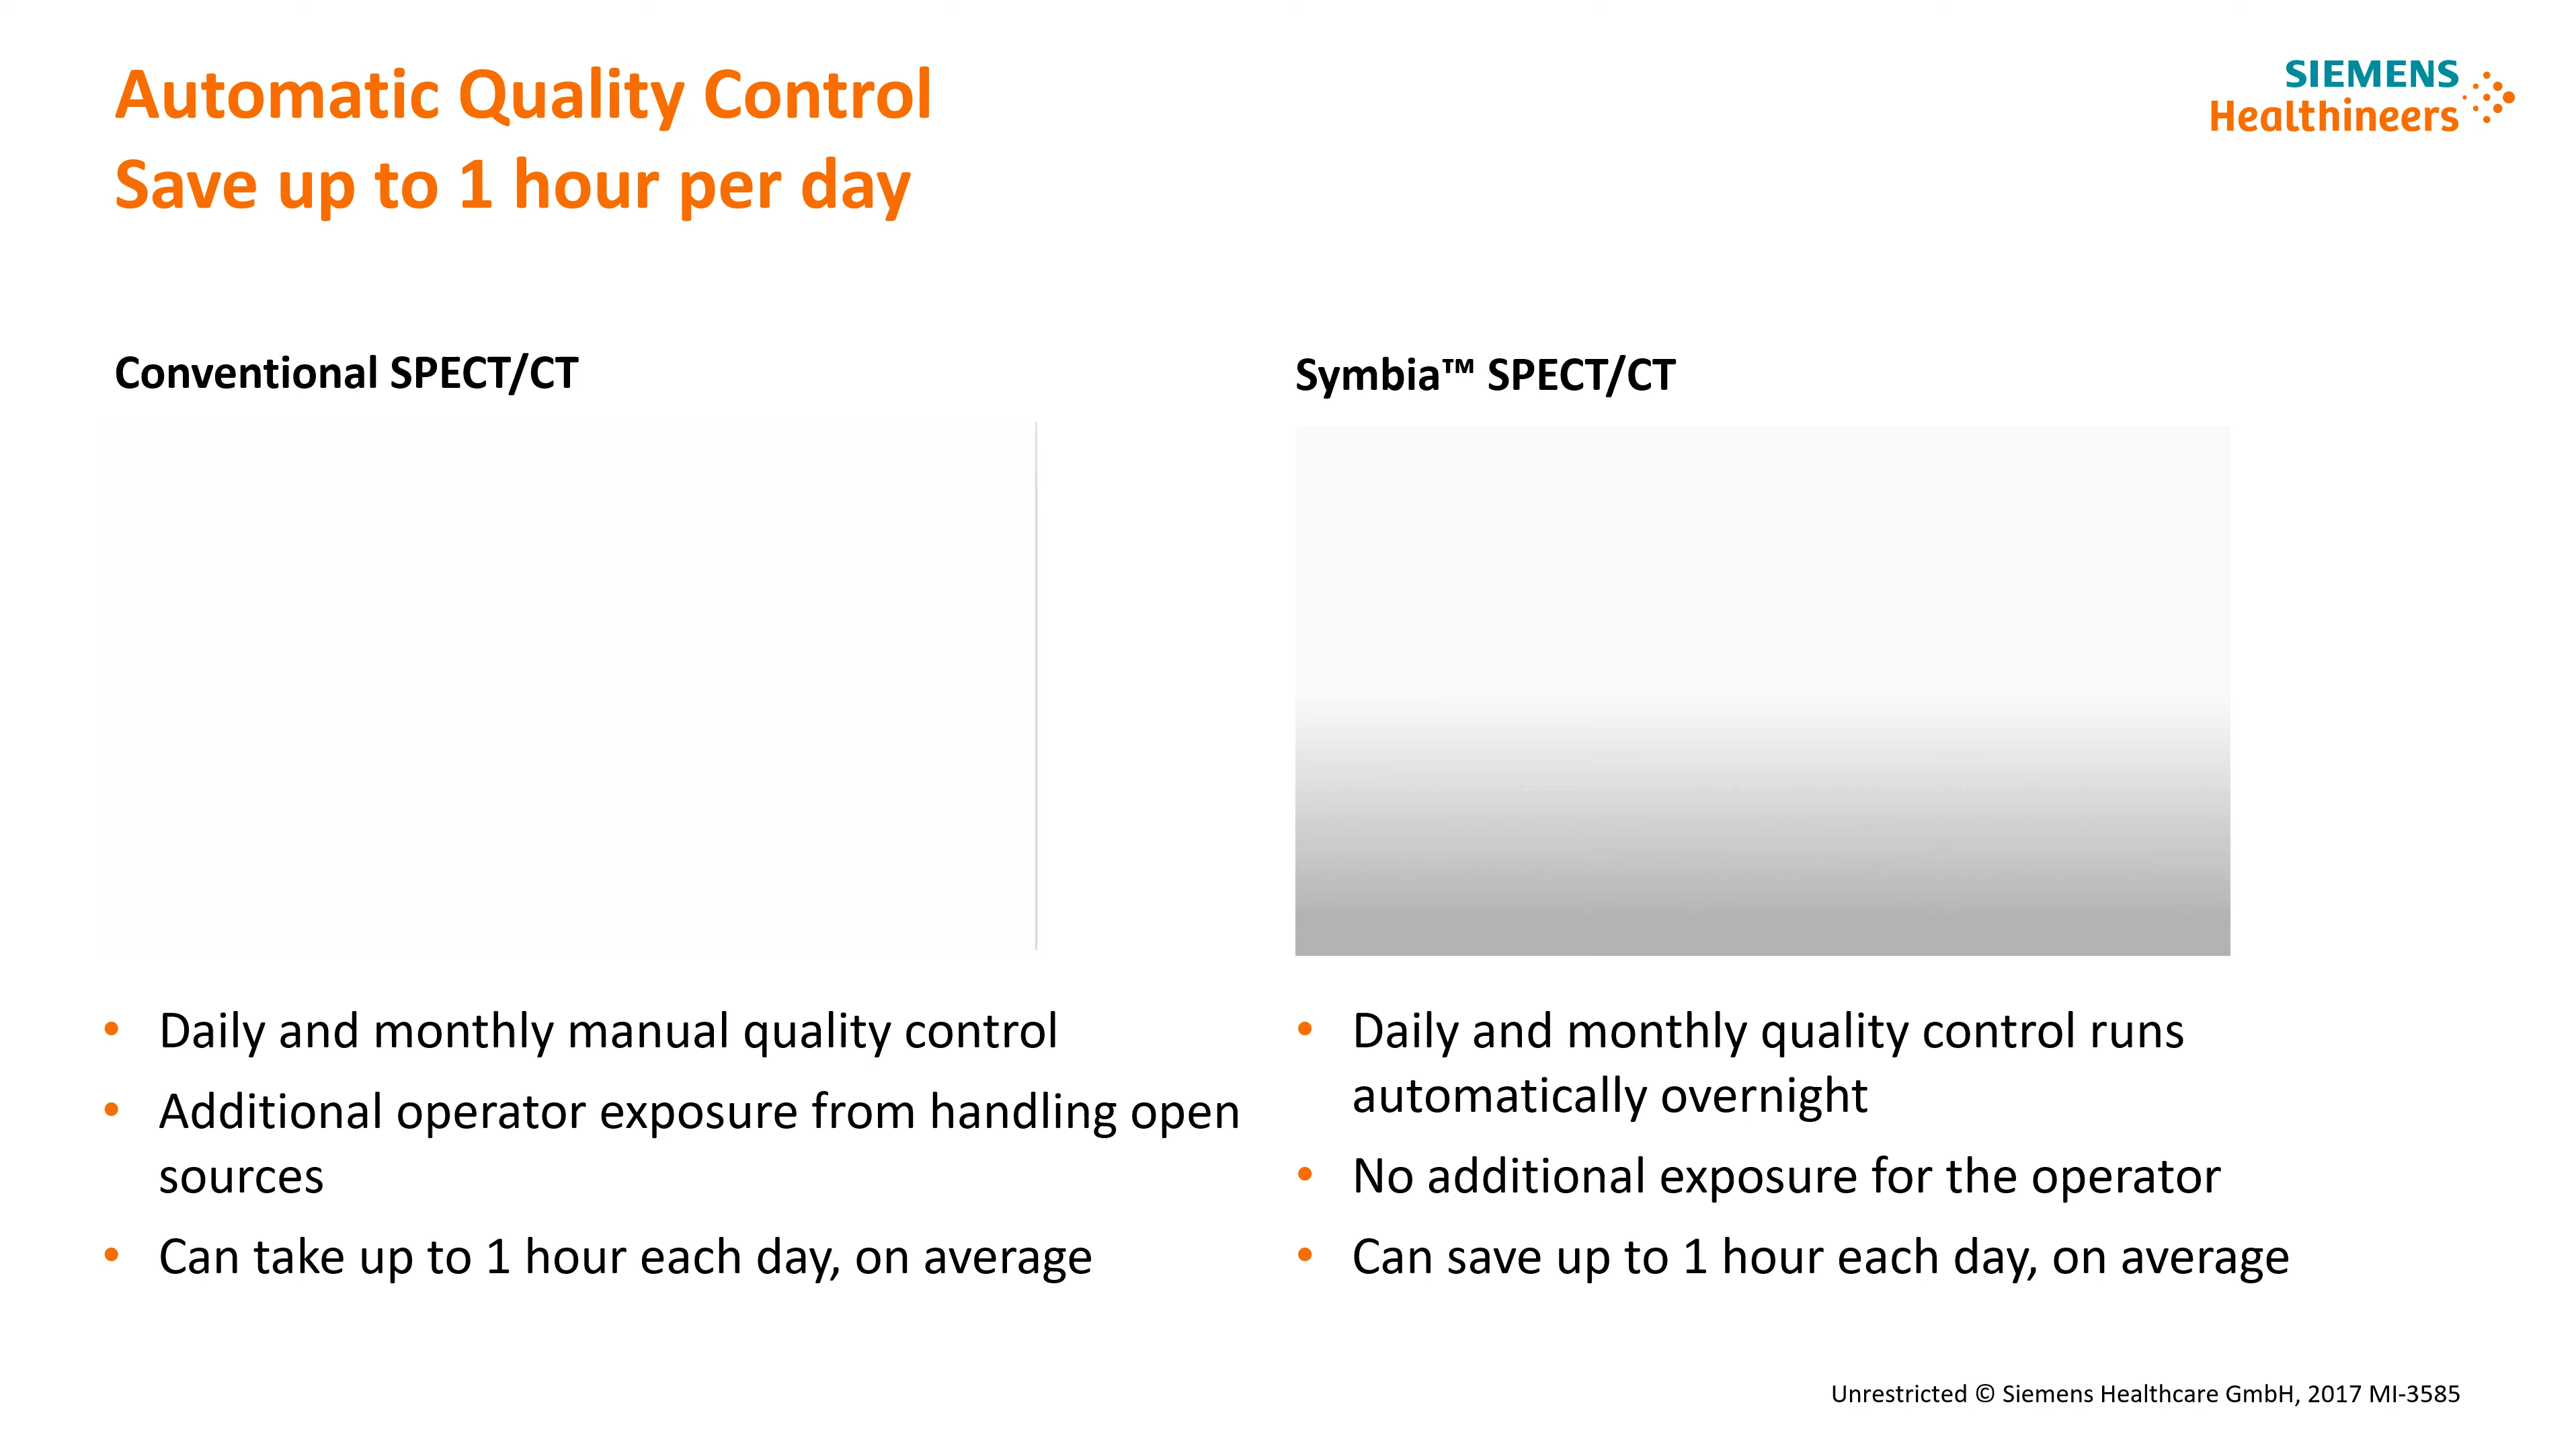 Automatic Quality Control
Save up to 1 hour per day
SIEMENS
Healthineers
Conventional SPECT/CT
• Daily and monthly manual quality control
• Additional operator exposure from handling open
sources
• Can take up to 1 hour each day, on average
Symbia™ SPECT/CT
• Daily and monthly quality control runs
automatically overnight
• No additional exposure for the operator
• Can save up to 1 hour each day, on average
Unrestricted © Siemens Healthcare GmbH, 2017 MI-3585